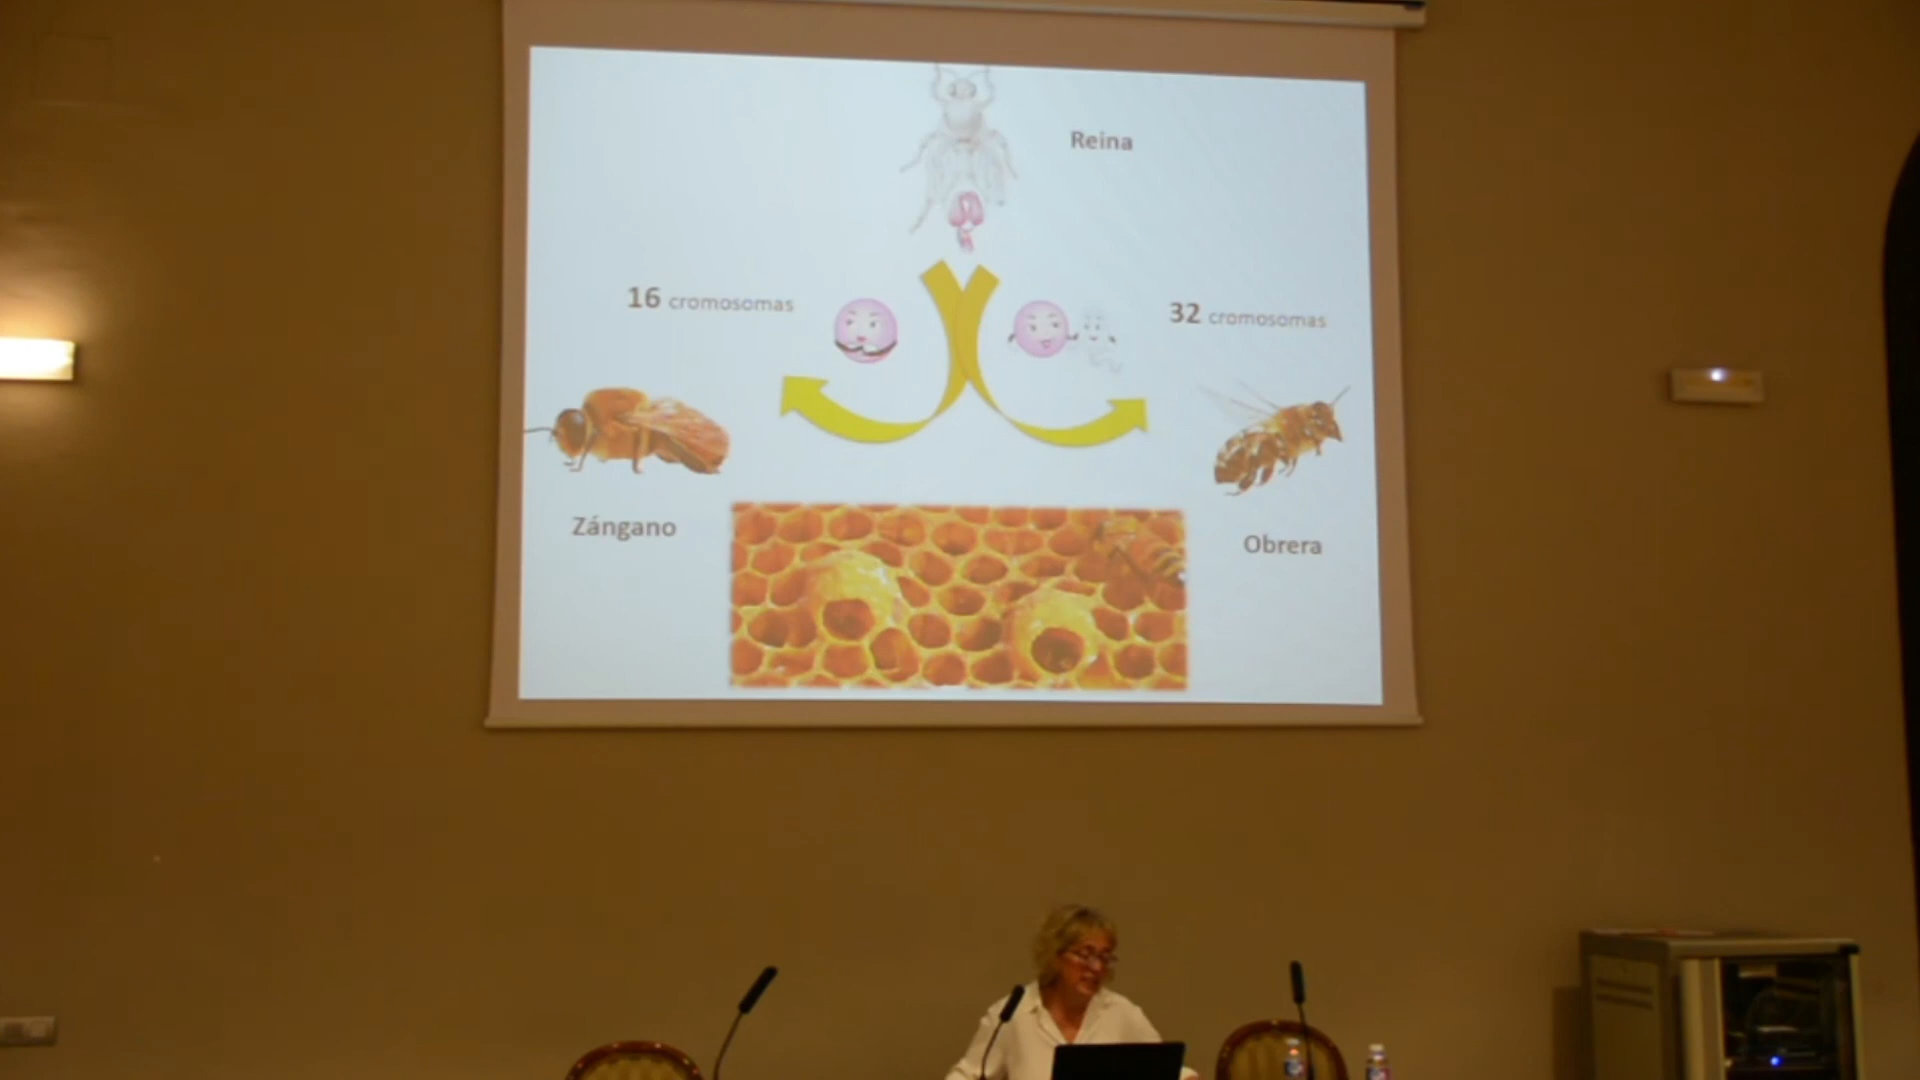 Reina
16 cromosomas
32 cromosomas
Zángano
Obrera